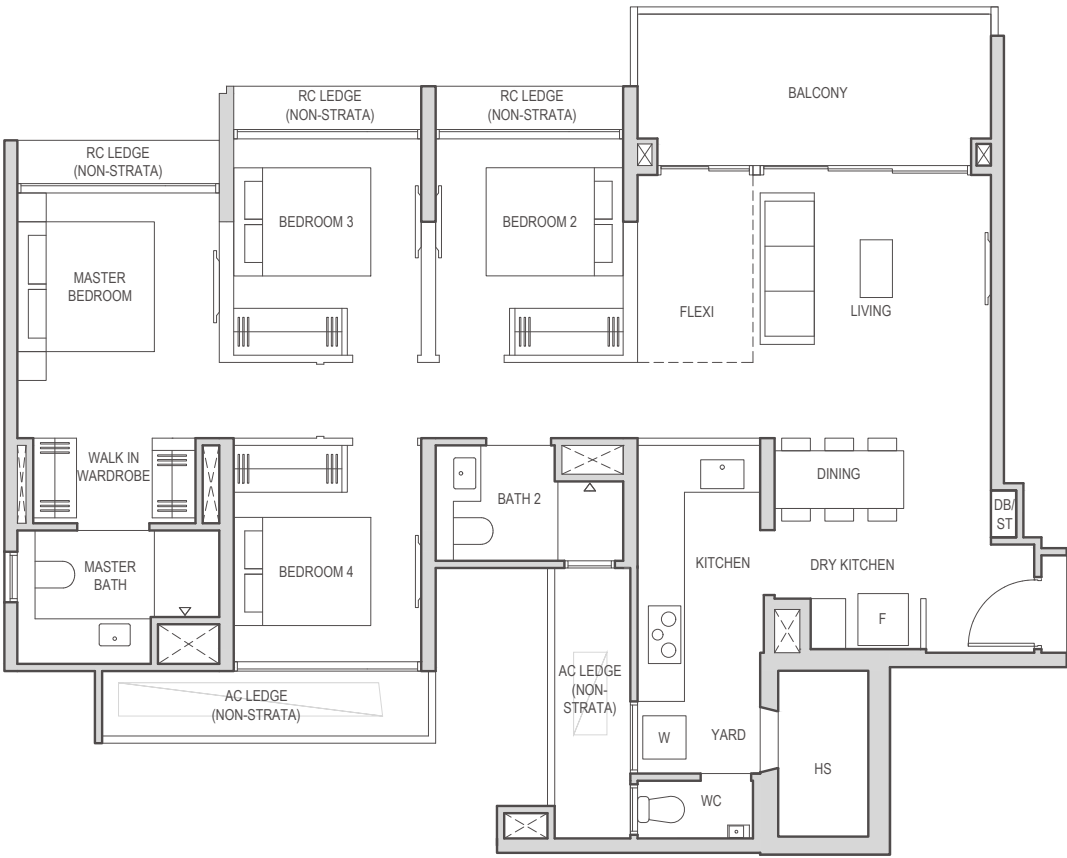 BALCONY
RC LEDGE
(NON-STRATA)
RC LEDGE
(NON-STRATA)
RC LEDGE
(NON-STRATA)
BEDROOM 3
BEDROOM 2
MASTER
BEDROOM
FLEXI
LIVING
WALK IN
WARDROBE
BATH 2
DINING
DB/
ST
MASTER
BATH
BEDROOM 4
KITCHEN
DRY KITCHEN
F
AC LEDGE
(NON-STRATA)
AC LEDGE
(NON-
STRATA)
W
YARD
HS
WC